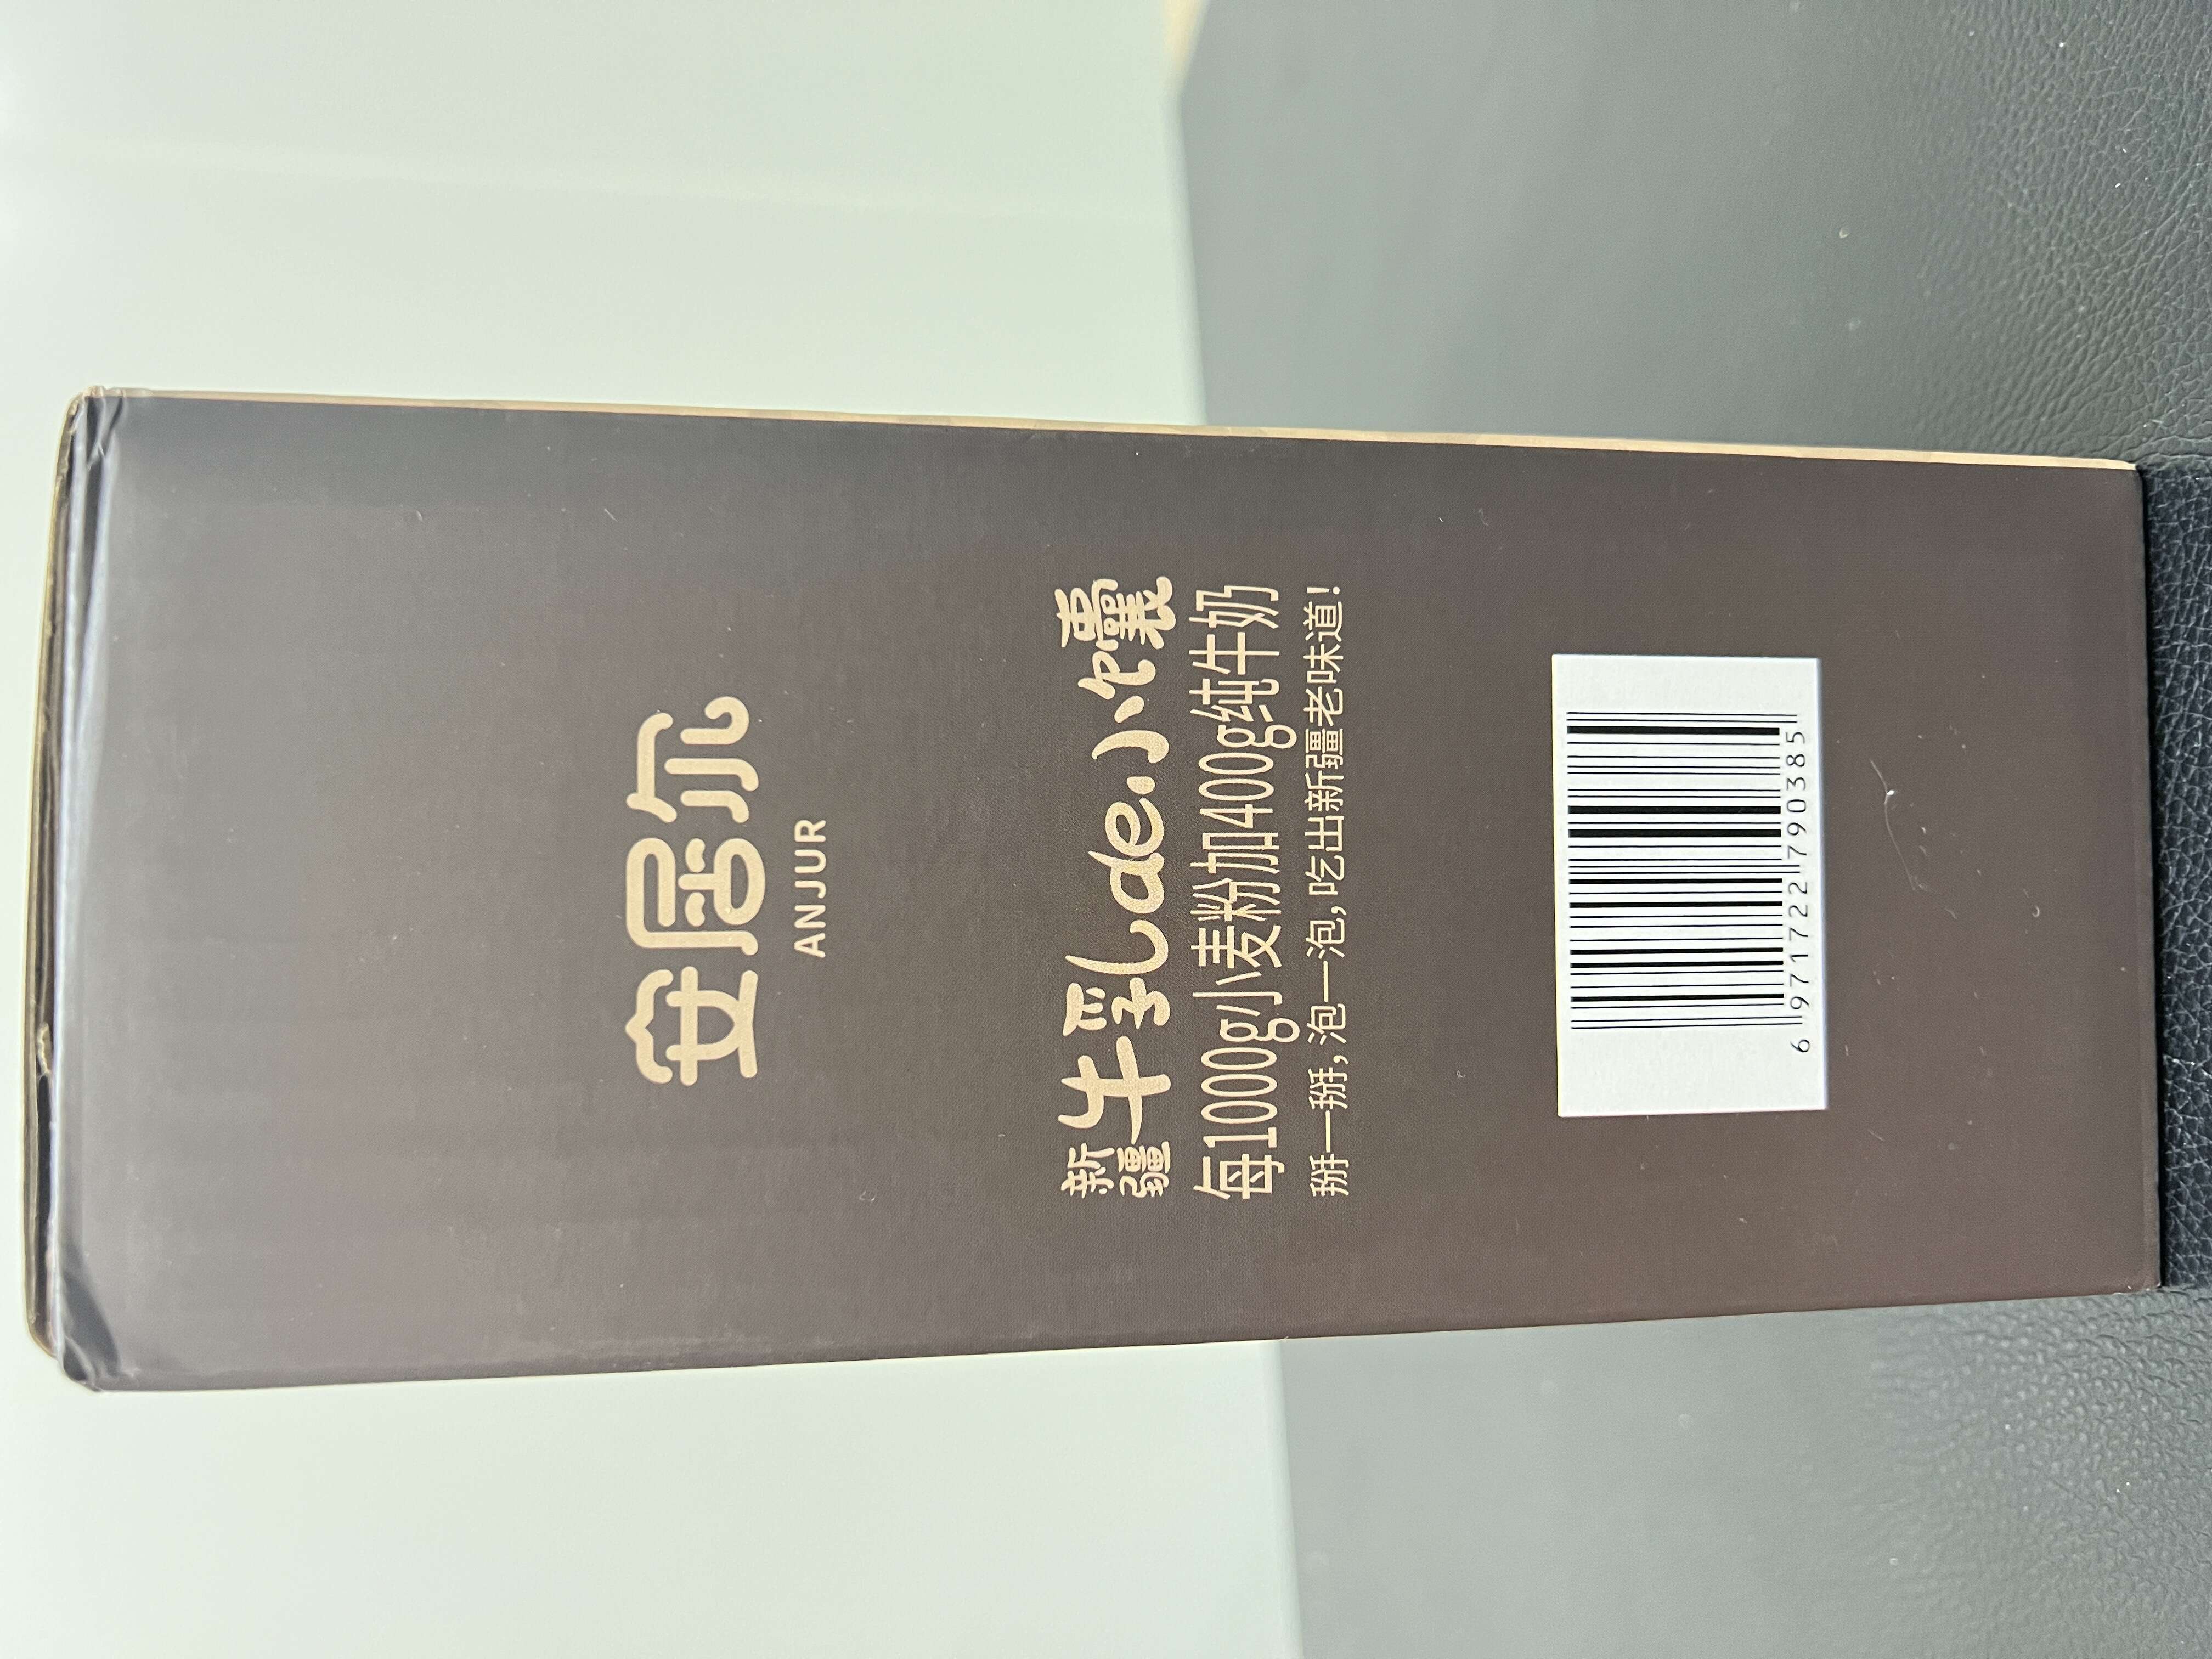 安居尔
ANJUR
新疆牛乳de小馕
每1000g小麦粉加400g纯牛奶
掰一掰,泡一泡,吃出新疆老味道!
6 971722 790385